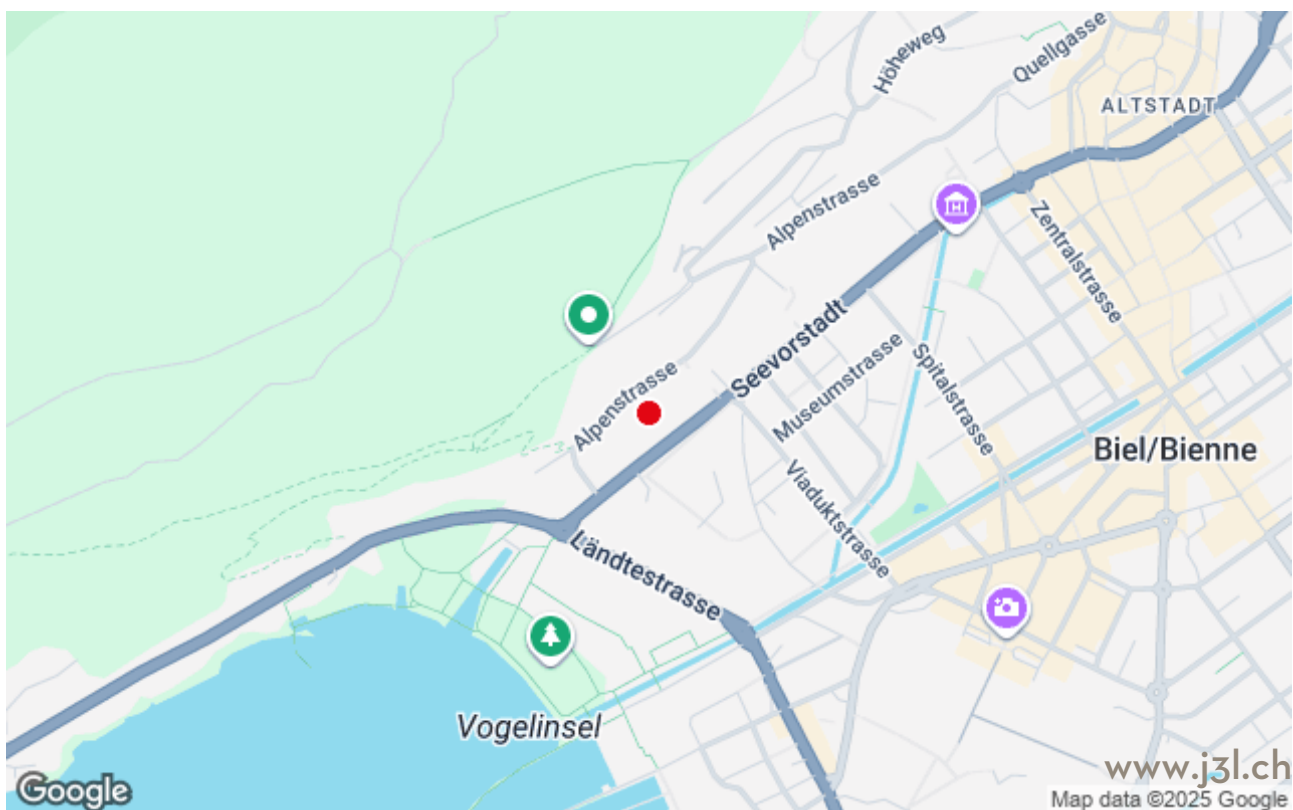 Höheweg
Quellgasse
ALTSTADT
Alpenstrasse
Zentralstrasse
Seevorstadt
Museumstrasse
Spitalstrasse
Alpenstrasse
Biel/Bienne
Viaduktstrasse
Ländtestrasse
Vogelinsel
www.j3l.ch
Google
Map data ©2025 Google